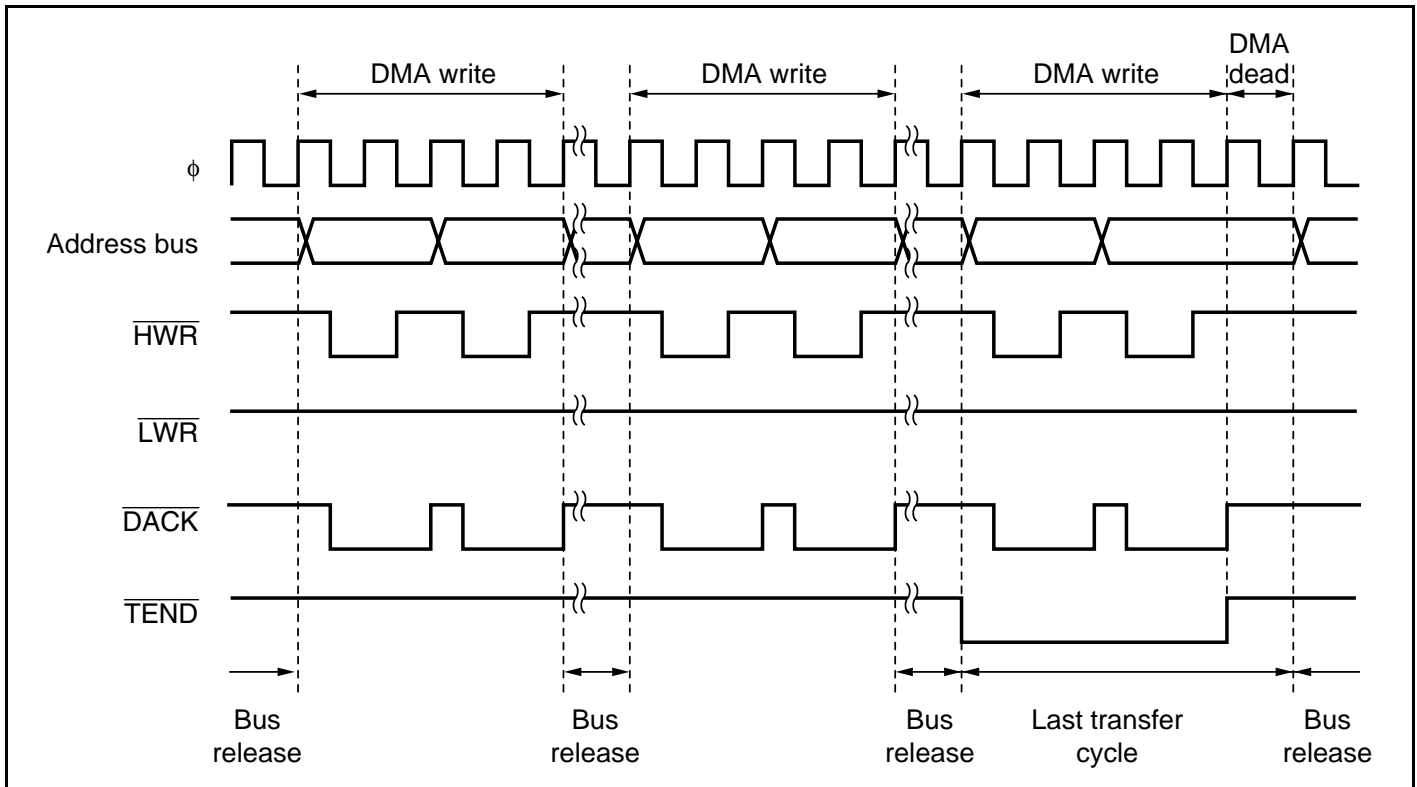 DMA
DMA write DMA write DMA write dead
φ
Address bus
HWR
LWR
DACK
TEND
Bus Bus Bus Last transfer Bus
release release release cycle release